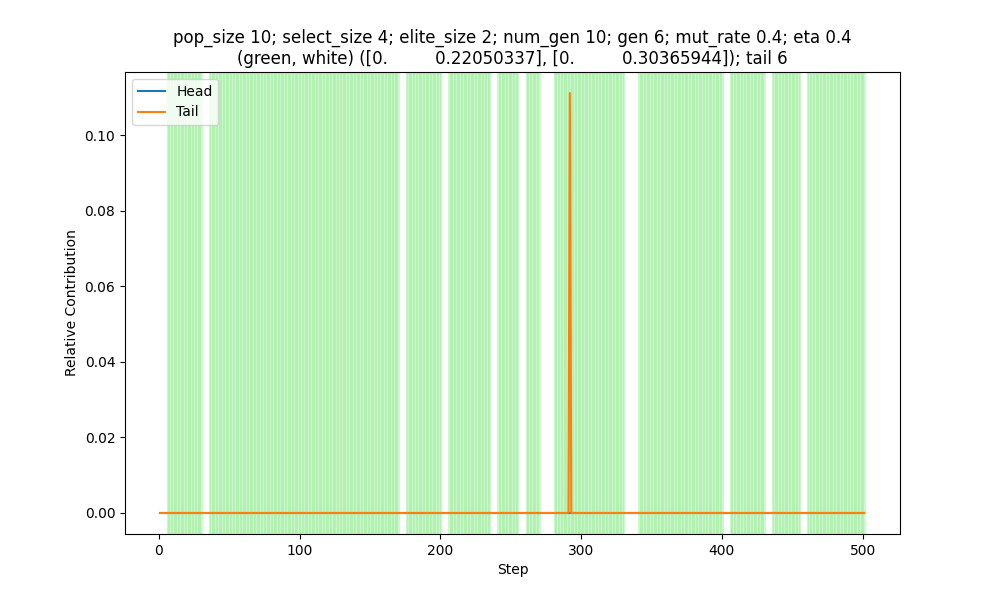 pop_size 10; select_size 4; elite_size 2; num_gen 10; gen 6; mut_rate 0.4; eta 0.4
(green, white) ([0.         0.22050337], [0.         0.30365944]); tail 6
Head
Tail
0.10
0.08
0.06
0.04
0.02
0.00
Relative Contribution
0 100 200 300 400 500
Step